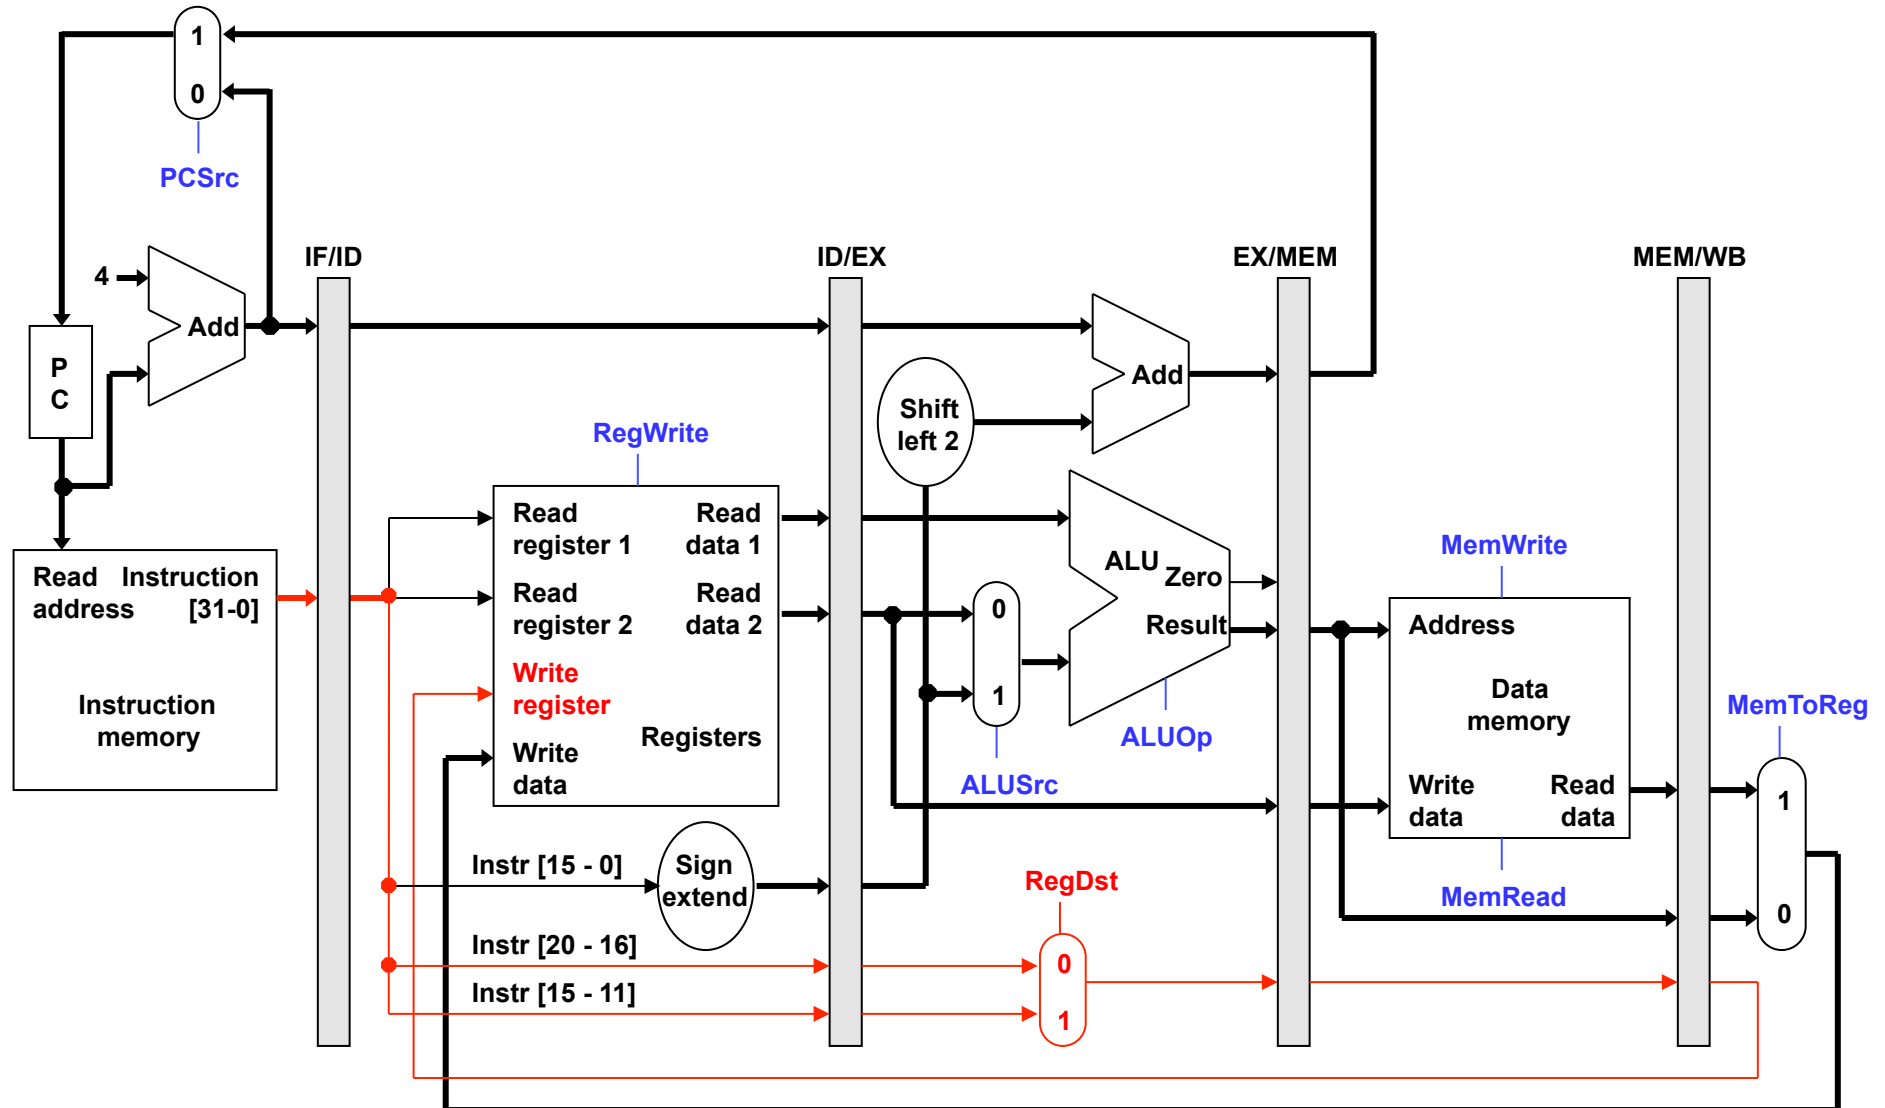 1
0
PCSrc
IF/ID
ID/EX
EX/MEM
MEM/WB
4
Add
P
C
Add
Shift
left 2
RegWrite
Read
address
Instruction
[31-0]
Instruction
memory
Read
register 1
Read
data 1
Read
register 2
Read
data 2
Write
register
Write
data
Registers
0
1
ALUSrc
ALU
Zero
Result
ALUOp
MemWrite
Address
Data
memory
Write
data
Read
data
MemRead
MemToReg
1
0
Instr [15 - 0]
Sign
extend
Instr [20 - 16]
Instr [15 - 11]
RegDst
0
1